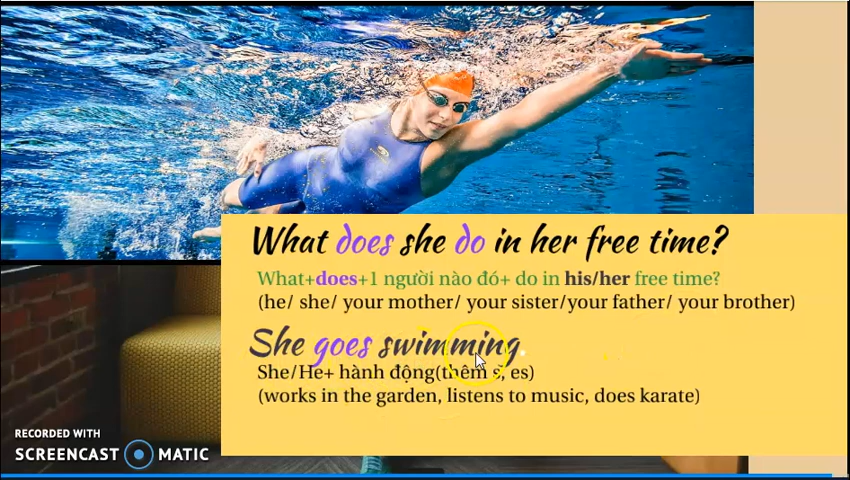 What does she do in her free time?
What+does+1 người nào đó+ do in his/her free time?
(he/ she/ your mother/ your sister/your father/ your brother)
She goes swimming
She/He+ hành động(thêm s, es)
(works in the garden, listens to music, does karate)
RECORDED WITH
SCREENCAST MATIC